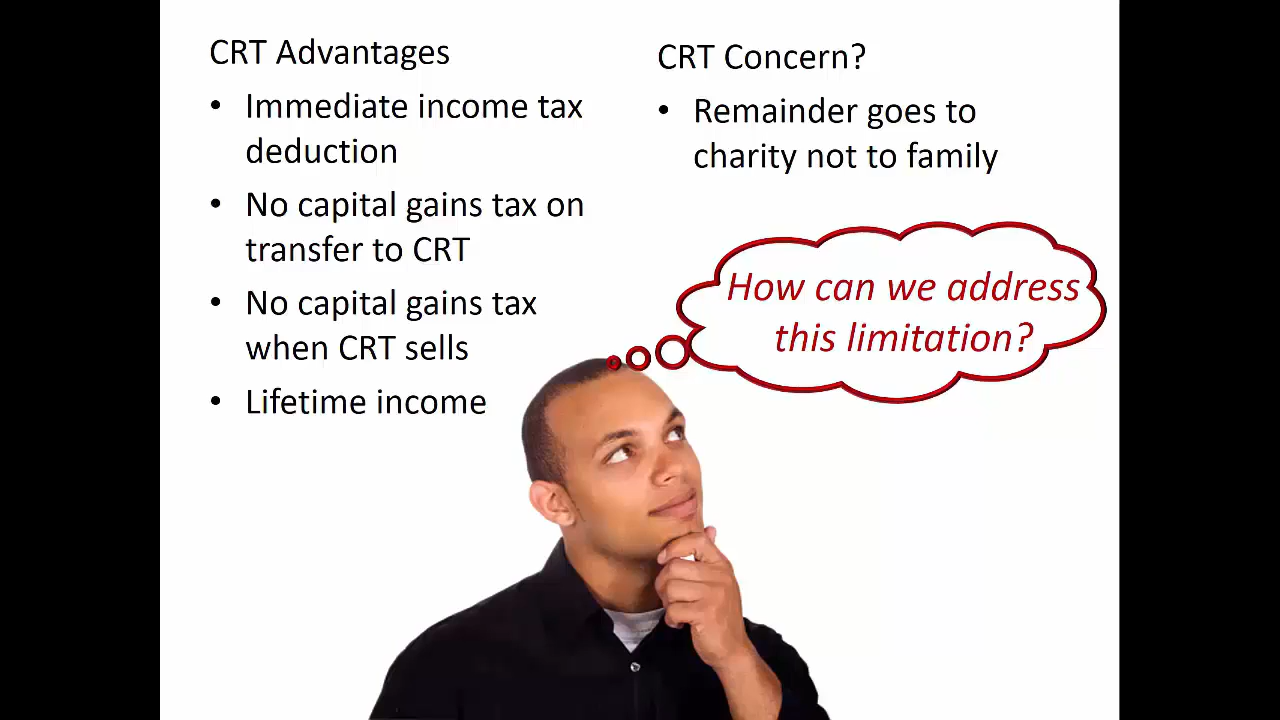 CRT Advantages
• Immediate income tax
deduction
• No capital gains tax on
transfer to CRT
• No capital gains tax
when CRT sells
• Lifetime income
CRT Concern?
• Remainder goes to
charity not to family
How can we address
this limitation?